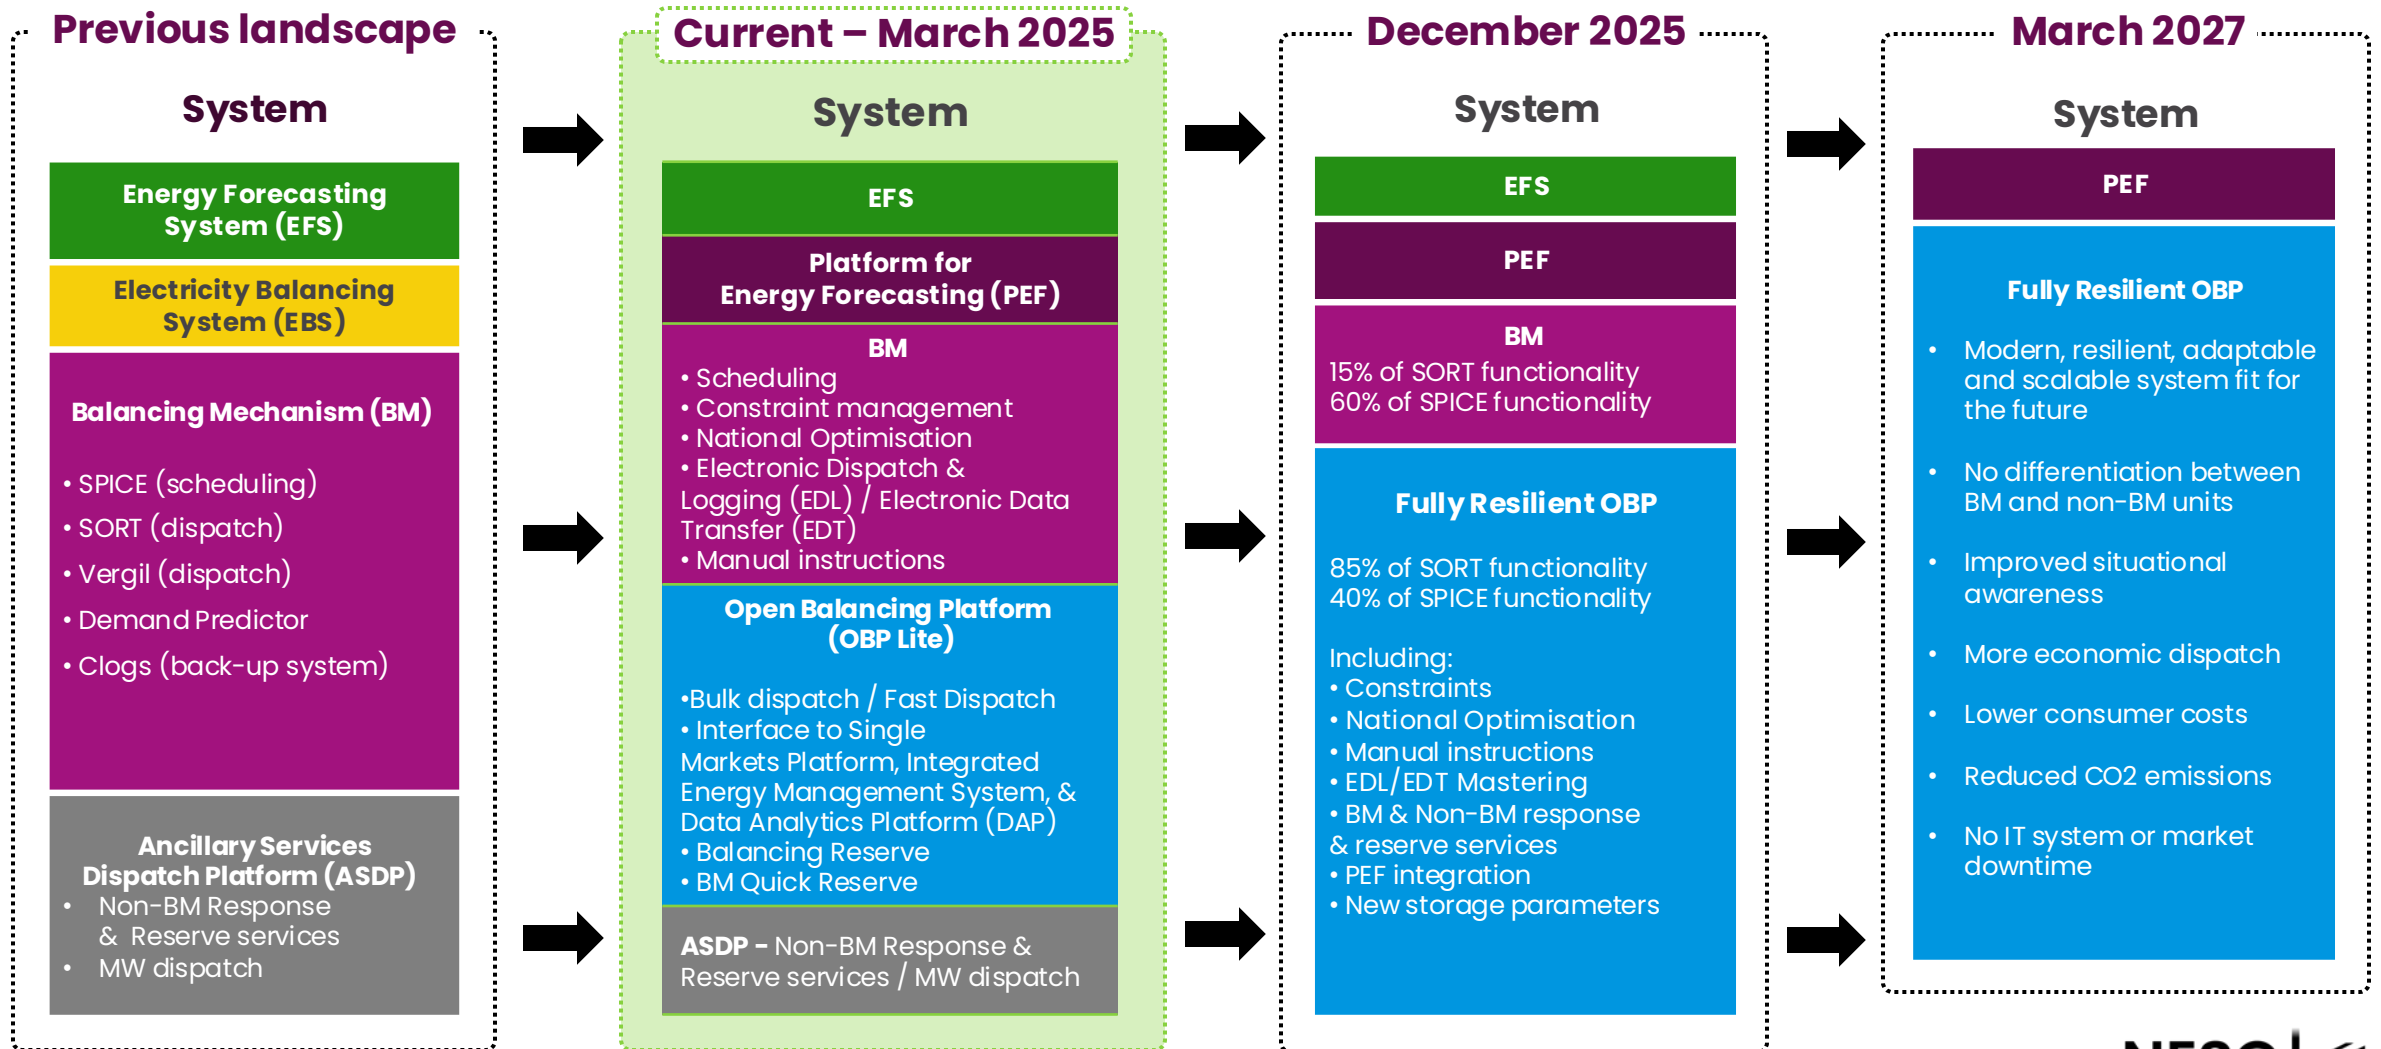 Previous landscape
System
Energy Forecasting
System (EFS)
Electricity Balancing
System (EBS)
Balancing Mechanism (BM)
• SPICE (scheduling)
• SORT (dispatch)
• Vergil (dispatch)
• Demand Predictor
• Clogs (back-up system)
Ancillary Services
Dispatch Platform (ASDP)
• Non-BM Response
& Reserve services
• MW dispatch
Current – March 2025
System
EFS
Platform for
Energy Forecasting (PEF)
BM
• Scheduling
• Constraint management
• National Optimisation
• Electronic Dispatch &
Logging (EDL) / Electronic Data
Transfer (EDT)
• Manual instructions
Open Balancing Platform
(OBP Lite)
•Bulk dispatch / Fast Dispatch
• Interface to Single
Markets Platform, Integrated
Energy Management System, &
Data Analytics Platform (DAP)
• Balancing Reserve
• BM Quick Reserve
ASDP - Non-BM Response &
Reserve services / MW dispatch
December 2025
System
EFS
PEF
BM
15% of SORT functionality
60% of SPICE functionality
Fully Resilient OBP
85% of SORT functionality
40% of SPICE functionality
Including:
• Constraints
• National Optimisation
• Manual instructions
• EDL/EDT Mastering
• BM & Non-BM response
& reserve services
• PEF integration
• New storage parameters
March 2027
System
PEF
Fully Resilient OBP
• Modern, resilient, adaptable
and scalable system fit for
the future
• No differentiation between
BM and non-BM units
• Improved situational
awareness
• More economic dispatch
• Lower consumer costs
• Reduced CO2 emissions
• No IT system or market
downtime